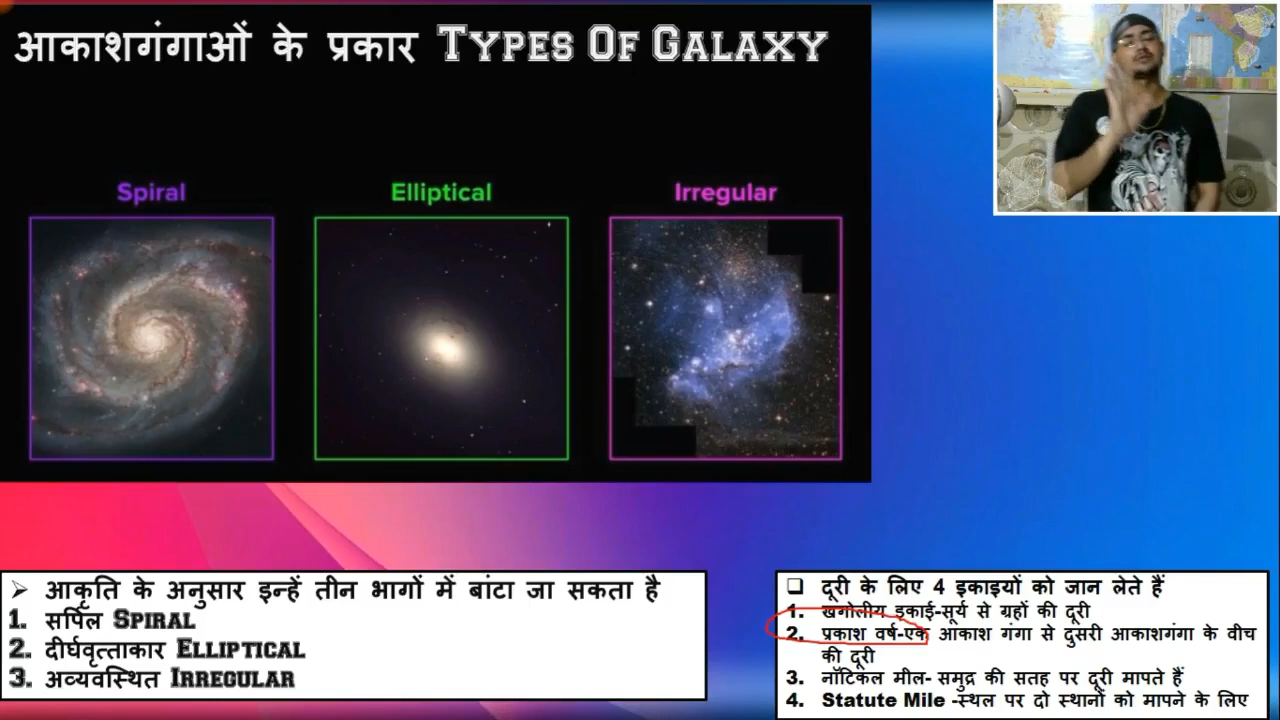 आकाशगंगाओं के प्रकार TYPES OF GALAXY
Spiral
Elliptical
Irregular
➢ आकृति के अनुसार इन्हें तीन भागों में बांटा जा सकता है
1. सर्पिल SPIRAL
2. दीर्घवृत्ताकार ELLIPTICAL
3. अव्यवस्थित IRREGULAR
❑ दूरी के लिए 4 इकाइयों को जान लेते हैं
1. खगोलीय इकाई-सूर्य से ग्रहों की दूरी
2. प्रकाश वर्ष-एक आकाश गंगा से दुसरी आकाशगंगा के वीच
की दूरी
3. नॉटिकल मील- समुद्र की सतह पर दूरी मापते हैं
4. Statute Mile -स्थल पर दो स्थानों को मापने के लिए